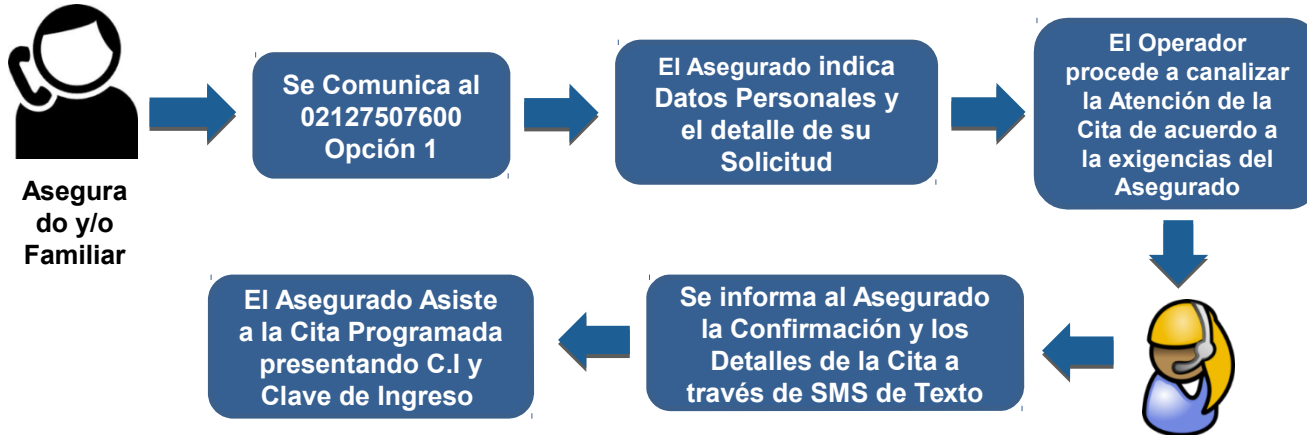 Asegura
do y/o
Familiar
Se Comunica al
02127507600
Opción 1
El Asegurado indica
Datos Personales y
el detalle de su
Solicitud
El Operador
procede a canalizar
la Atención de la
Cita de acuerdo a
la exigencias del
Asegurado
Se informa al Asegurado
la Confirmación y los
Detalles de la Cita a
través de SMS de Texto
El Asegurado Asiste
a la Cita Programada
presentando C.I y
Clave de Ingreso